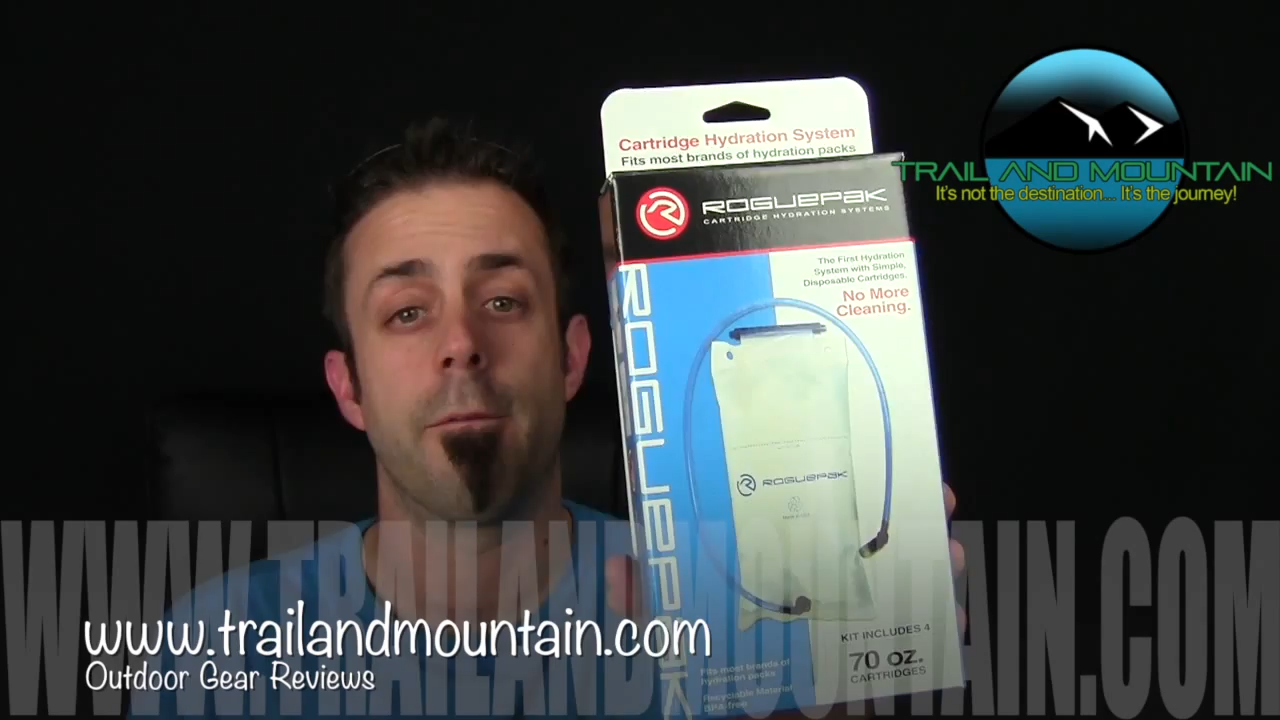 Cartridge Hydration System
Fits most brands of hydration packs
ROGUEPAK
CARTRIDGE HYDRATION SYSTEMS
The First Hydration
System with Simple,
Disposable Cartridges.
No More
Cleaning.
ROGUEPAK
ROGUEPAK
KIT INCLUDES 4
70 OZ.
CARTRIDGES
Fits most brands of
hydration packs
Recyclable Material
BPA-free
TRAIL AND MOUNTAIN
It's not the destination... It's the journey!
WWW.TRAILANDMOUNTAIN.COM
www.trailandmountain.com
Outdoor Gear Reviews